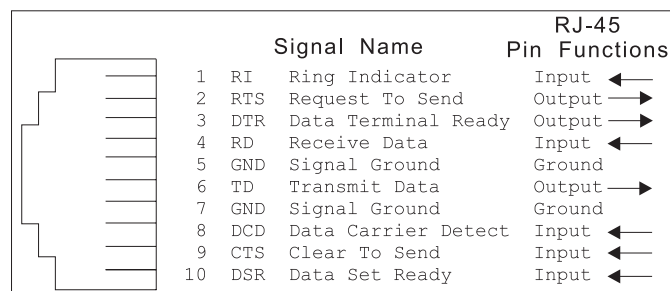 RJ-45
Signal Name Pin Functions
1 RI Ring Indicator Input
2 RTS Request To Send Output
3 DTR Data Terminal Ready Output
4 RD Receive Data Input
5 GND Signal Ground Ground
6 TD Transmit Data Output
7 GND Signal Ground Ground
8 DCD Data Carrier Detect Input
9 CTS Clear To Send Input
10 DSR Data Set Ready Input